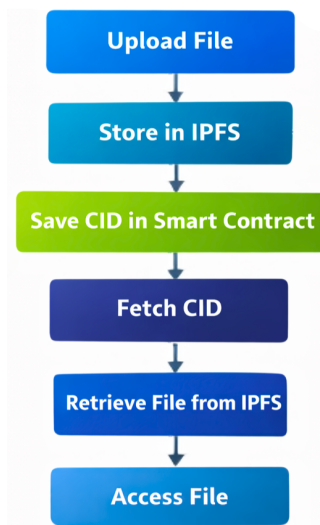 Upload File
Store in IPFS
Save CID in Smart Contract
Fetch CID
Retrieve File from IPFS
Access File